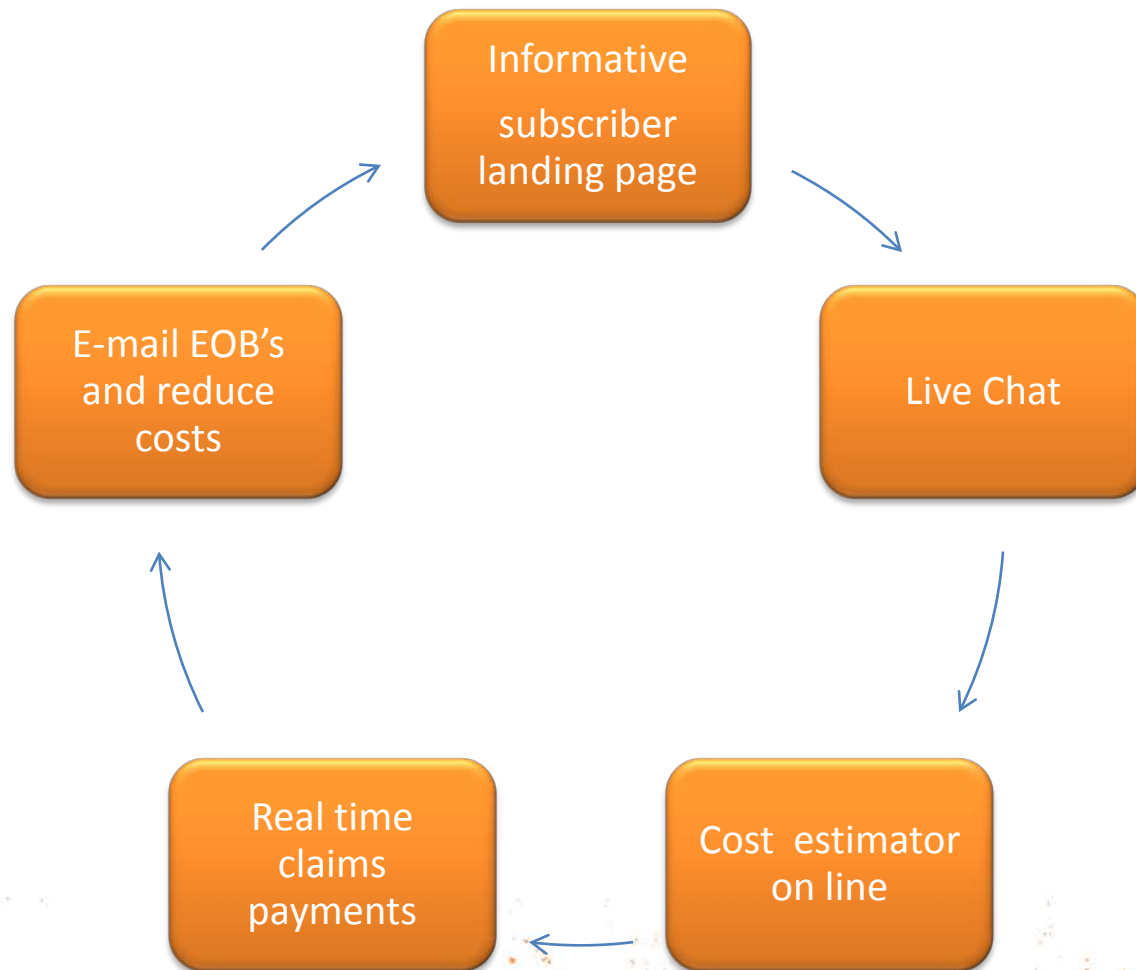 Informative
subscriber
landing page
Live Chat
Cost  estimator
on line
Real time
claims
payments
E-mail EOB’s
and reduce
costs